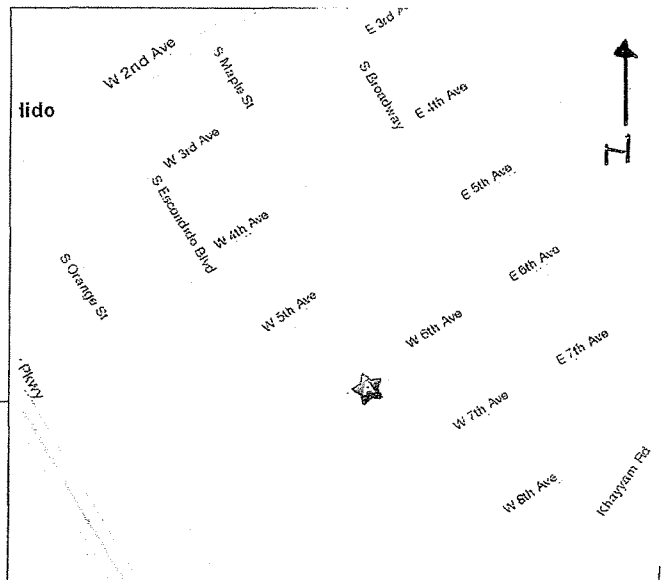 E 3rd A
W 2nd Ave
S Maple St
S Broadway
E 4th Ave
lido
W 3rd Ave
E 5th Ave
S Escondido Blvd
W 4th Ave
S Orange St
E 6th Ave
W 5th Ave
W 6th Ave
E 7th Ave
Pkwy
A
W 7th Ave
W 8th Ave
Khayyam Rd
N